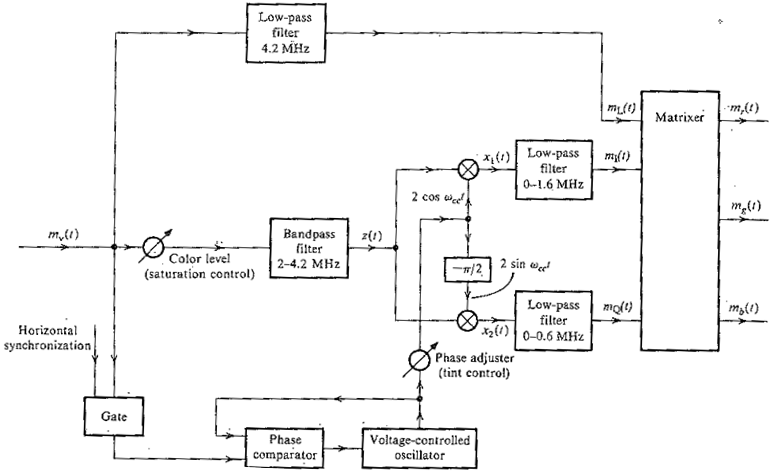 Low-pass
filter
4.2 MHz
m_L(t)
Matrixer
m_r(t)
x₁(t)
Low-pass
filter
0–1.6 MHz
m_I(t)
2 cos ω_cc t
m_v(t)
Color level
(saturation control)
Bandpass
filter
2–4.2 MHz
z(t)
m_g(t)
−π/2
2 sin ω_cc t
x₂(t)
Low-pass
filter
0–0.6 MHz
m_Q(t)
m_b(t)
Horizontal
synchronization
Phase adjuster
(tint control)
Gate
Phase
comparator
Voltage-controlled
oscillator